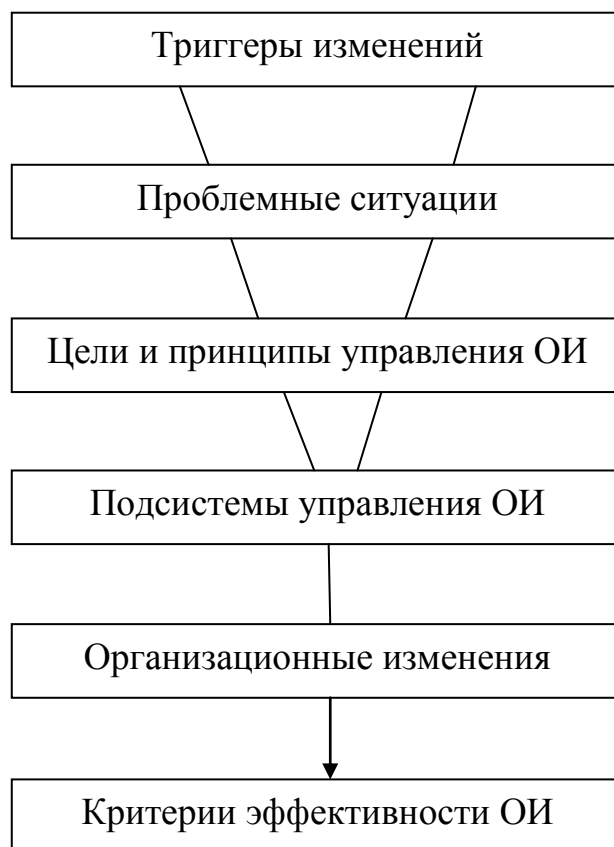 Триггеры изменений
Проблемные ситуации
Цели и принципы управления ОИ
Подсистемы управления ОИ
Организационные изменения
Критерии эффективности ОИ